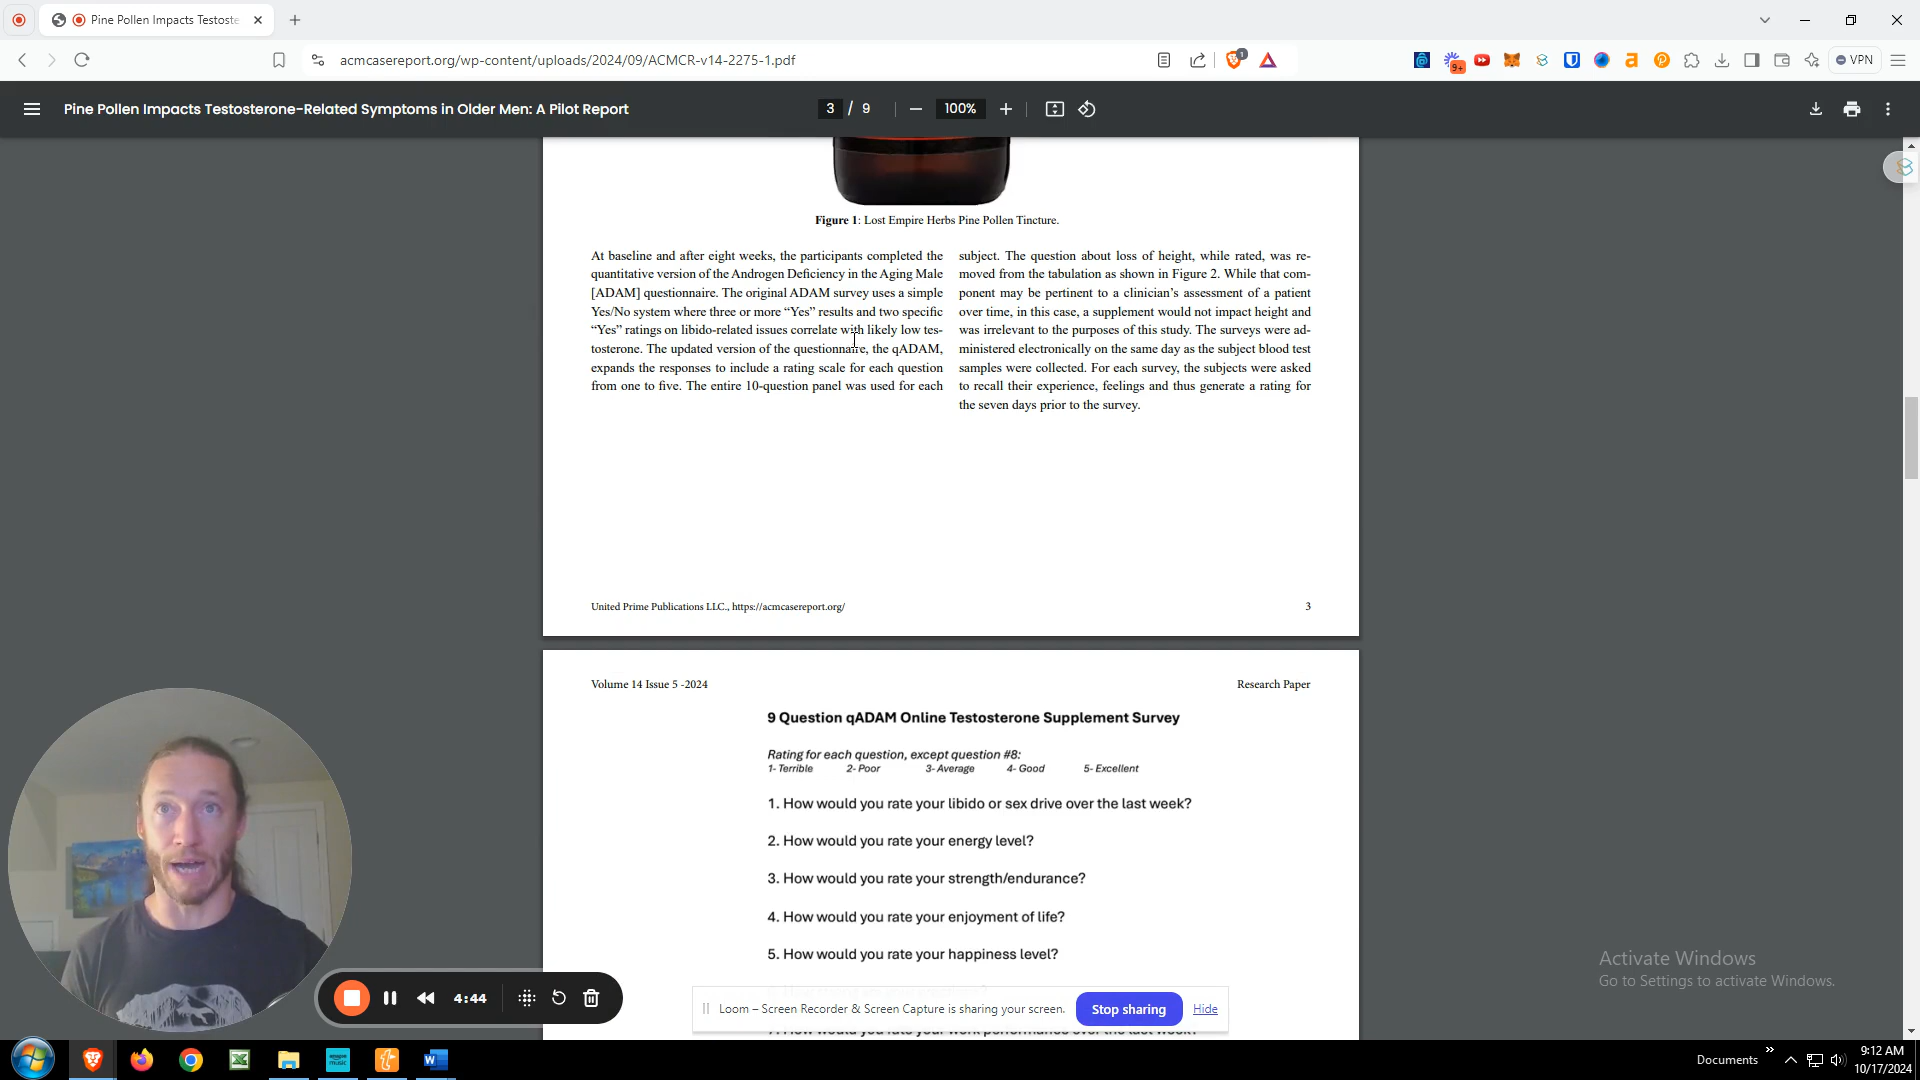 Pine Pollen Impacts Testoste
acmcasereport.org/wp-content/uploads/2024/09/ACMCR-v14-2275-1.pdf
1
9+
VPN
Pine Pollen Impacts Testosterone-Related Symptoms in Older Men: A Pilot Report
3 / 9
100%
Figure 1: Lost Empire Herbs Pine Pollen Tincture.
At baseline and after eight weeks, the participants completed the
quantitative version of the Androgen Deficiency in the Aging Male
[ADAM] questionnaire. The original ADAM survey uses a simple
Yes/No system where three or more “Yes” results and two specific
“Yes” ratings on libido-related issues correlate with likely low tes-
tosterone. The updated version of the questionnaire, the qADAM,
expands the responses to include a rating scale for each question
from one to five. The entire 10-question panel was used for each
subject. The question about loss of height, while rated, was re-
moved from the tabulation as shown in Figure 2. While that com-
ponent may be pertinent to a clinician’s assessment of a patient
over time, in this case, a supplement would not impact height and
was irrelevant to the purposes of this study. The surveys were ad-
ministered electronically on the same day as the subject blood test
samples were collected. For each survey, the subjects were asked
to recall their experience, feelings and thus generate a rating for
the seven days prior to the survey.
United Prime Publications LLC., https://acmcasereport.org/
3
Volume 14 Issue 5 -2024
Research Paper
9 Question qADAM Online Testosterone Supplement Survey
Rating for each question, except question #8:
1- Terrible 2- Poor 3- Average 4- Good 5- Excellent
1. How would you rate your libido or sex drive over the last week?
2. How would you rate your energy level?
3. How would you rate your strength/endurance?
4. How would you rate your enjoyment of life?
5. How would you rate your happiness level?
7. How would you rate your work performance over the last week?
4:44
Loom – Screen Recorder & Screen Capture is sharing your screen.
Stop sharing
Hide
Activate Windows
Go to Settings to activate Windows.
amazon music
Documents
9:12 AM
10/17/2024